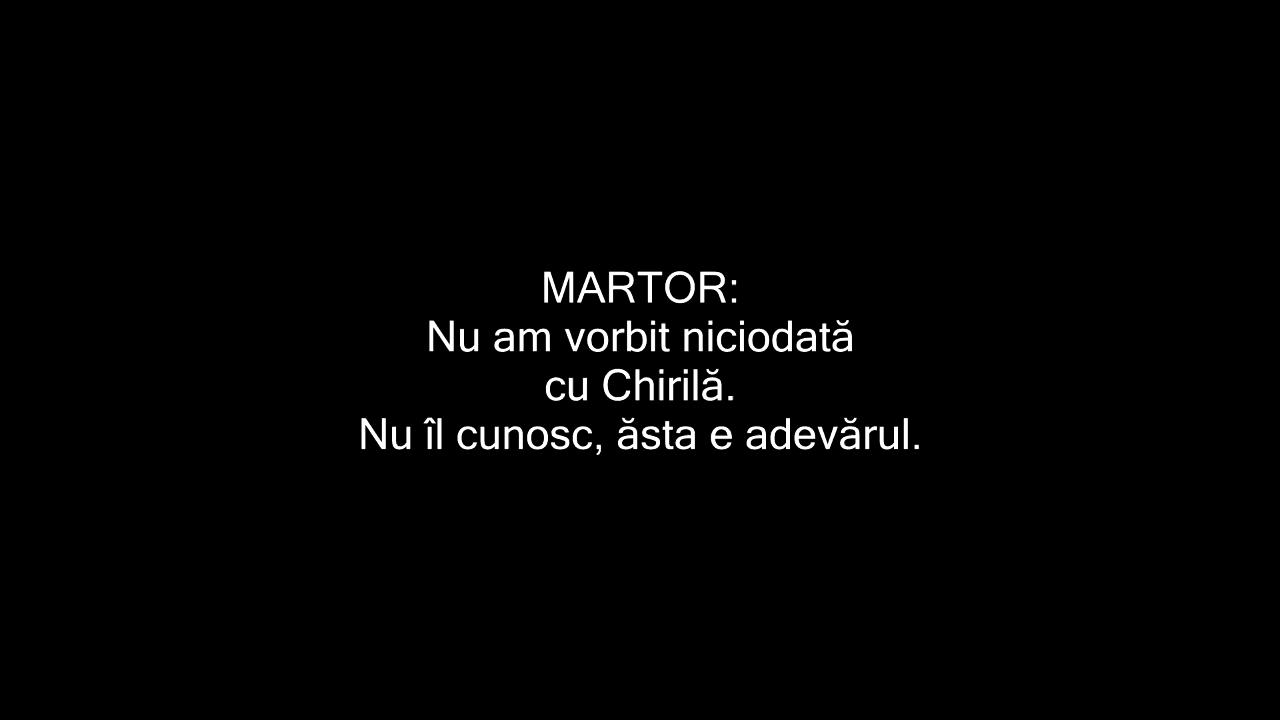 MARTOR:
Nu am vorbit niciodată
cu Chirilă.
Nu îl cunosc, ăsta e adevărul.